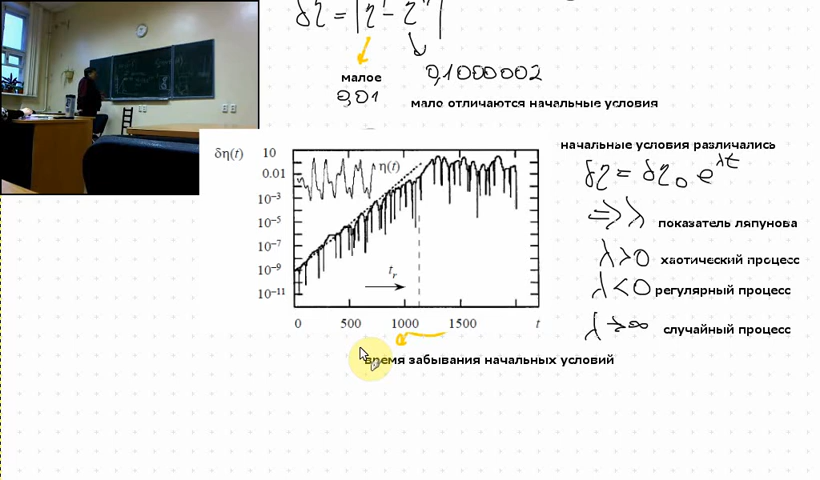 δη = |η' - η''|
малое
0,01
0,1000002
мало отличаются начальные условия
δη(t)
10
0.01
10⁻³
10⁻⁵
10⁻⁷
10⁻⁹
10⁻¹¹
η(t)
t_r
0 500 1000 1500 t
время забывания начальных условий
начальные условия различались
δη = δη₀ e^λt
=> λ показатель ляпунова
λ > 0 хаотический процесс
λ < 0 регулярный процесс
λ → ∞ случайный процесс